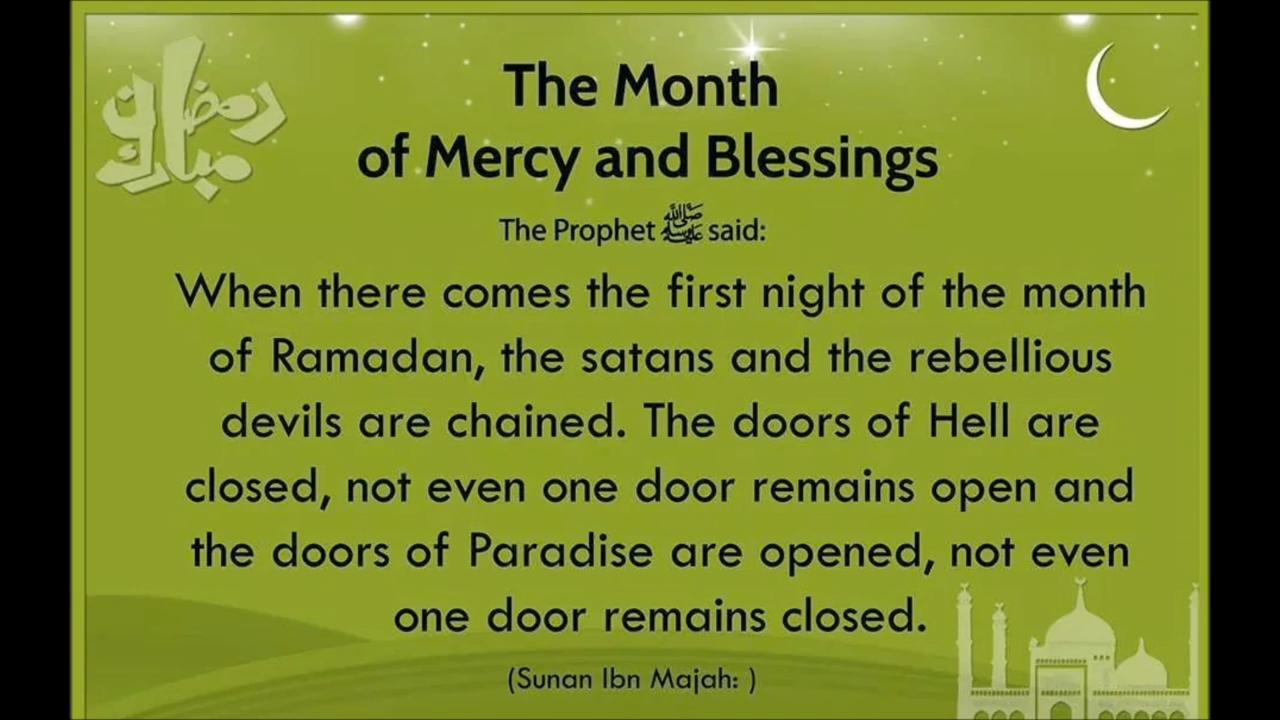 رمضان
مبارك
The Month
of Mercy and Blessings
The Prophet ﷺ said:
When there comes the first night of the month
of Ramadan, the satans and the rebellious
devils are chained. The doors of Hell are
closed, not even one door remains open and
the doors of Paradise are opened, not even
one door remains closed.
(Sunan Ibn Majah: )